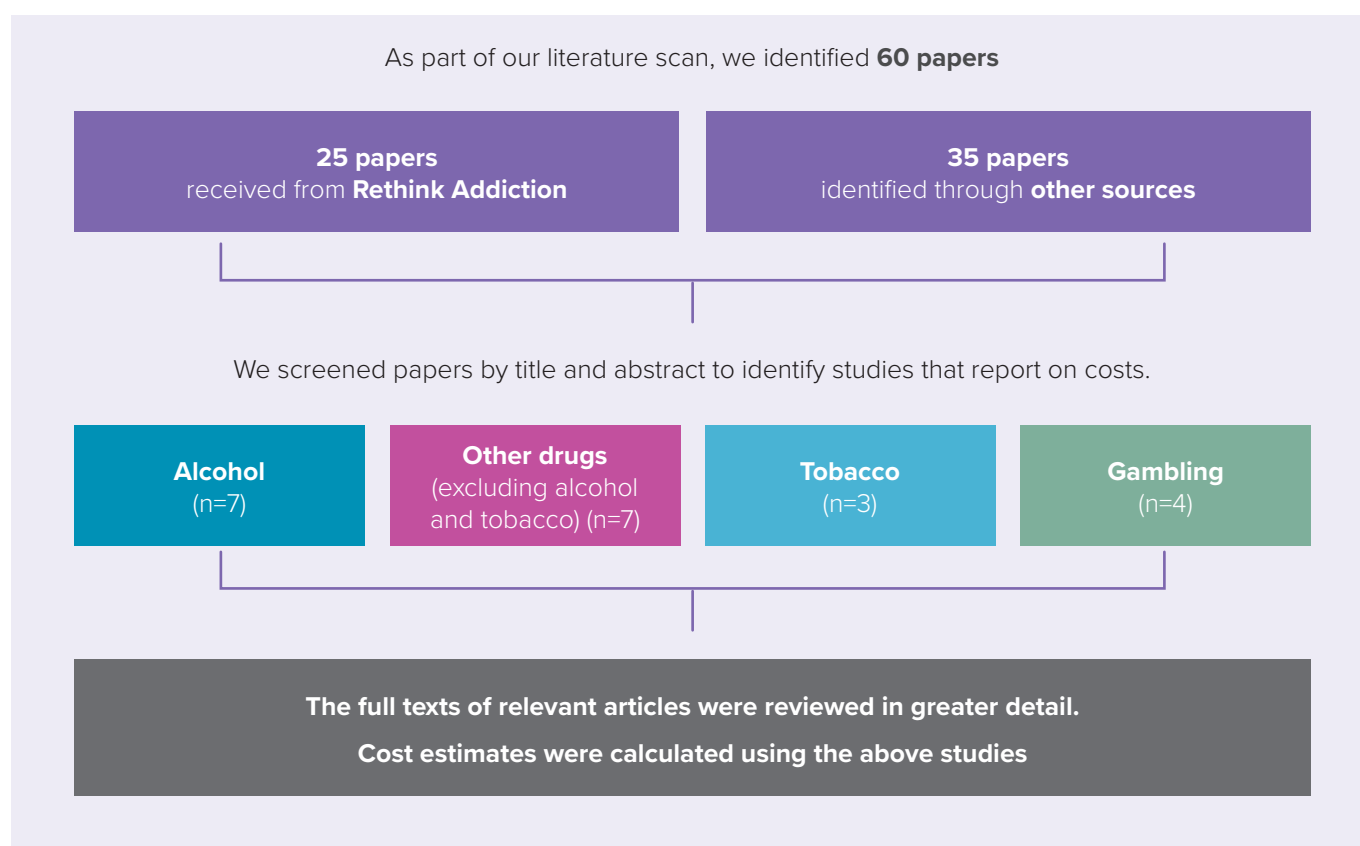 As part of our literature scan, we identified 60 papers
25 papers
received from Rethink Addiction
35 papers
identified through other sources
We screened papers by title and abstract to identify studies that report on costs.
Alcohol
(n=7)
Other drugs
(excluding alcohol
and tobacco) (n=7)
Tobacco
(n=3)
Gambling
(n=4)
The full texts of relevant articles were reviewed in greater detail.
Cost estimates were calculated using the above studies